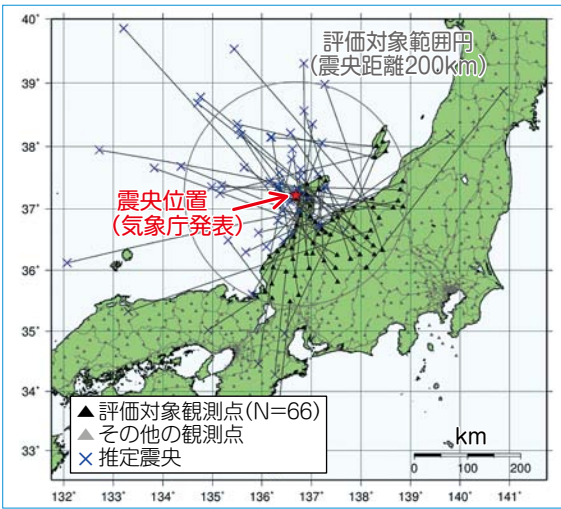 40˚
39˚
38˚
37˚
36˚
35˚
34˚
33˚
評価対象範囲円
(震央距離200km)
震央位置
(気象庁発表)
▲評価対象観測点(N=66)
▲その他の観測点
×推定震央
km
0 100 200
132˚ 133˚ 134˚ 135˚ 136˚ 137˚ 138˚ 139˚ 140˚ 141˚